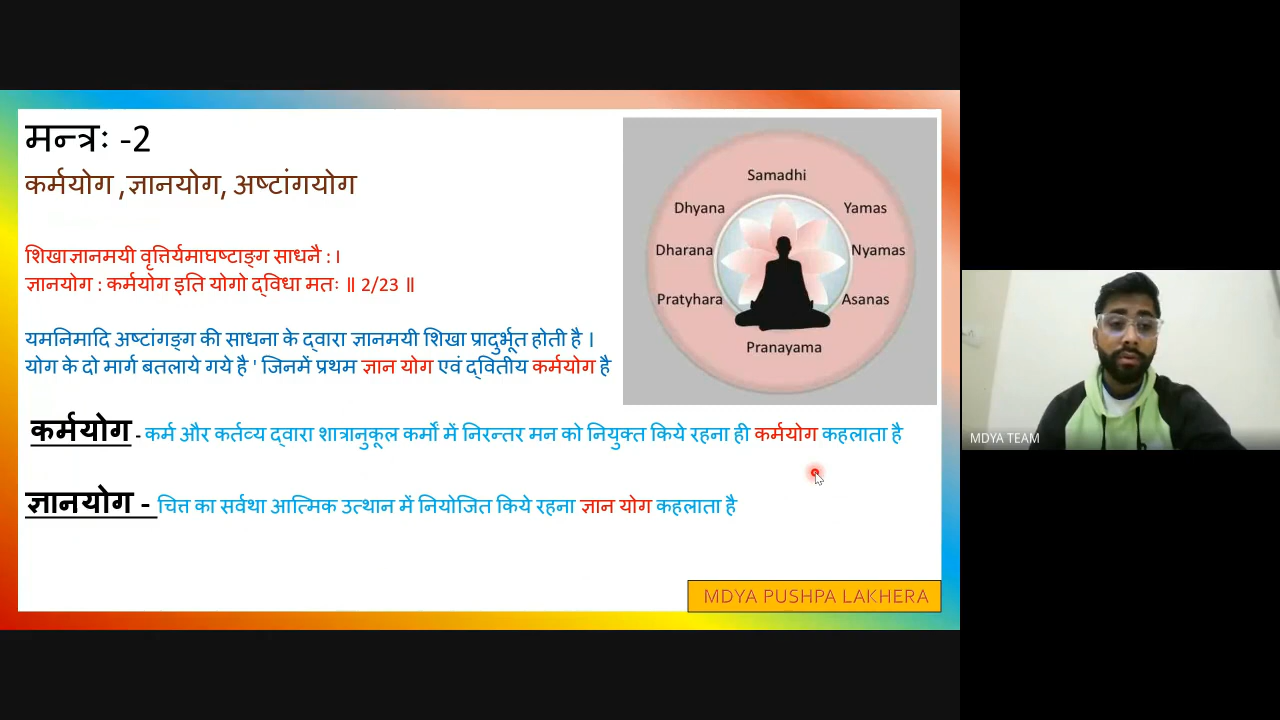 मन्त्रः -2
कर्मयोग ,ज्ञानयोग, अष्टांगयोग
शिखाज्ञानमयी वृत्तिर्यमाघष्टाङ्ग साधनै : ।
ज्ञानयोग : कर्मयोग इति योगो द्विधा मतः ॥ 2/23 ॥
यमनिमादि अष्टांगङ्ग की साधना के द्वारा ज्ञानमयी शिखा प्रादुर्भूत होती है ।
योग के दो मार्ग बतलाये गये है ' जिनमें प्रथम ज्ञान योग एवं द्वितीय कर्मयोग है
कर्मयोग - कर्म और कर्तव्य द्वारा शात्रानुकूल कर्मों में निरन्तर मन को नियुक्त किये रहना ही कर्मयोग कहलाता है
ज्ञानयोग - चित्त का सर्वथा आत्मिक उत्थान में नियोजित किये रहना ज्ञान योग कहलाता है
Samadhi
Dhyana
Yamas
Dharana
Nyamas
Pratyhara
Asanas
Pranayama
MDYA PUSHPA LAKHERA
MDYA TEAM